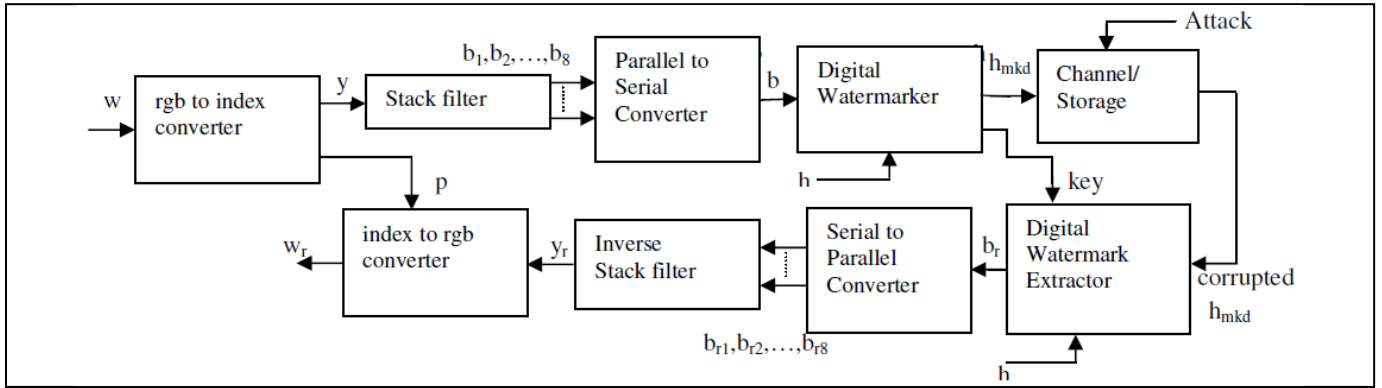 Attack
b1,b2,...,b8
Parallel to
Serial
Converter
b
Digital
Watermarker
hmkd
Channel/
Storage
w
rgb to index
converter
y
Stack filter
h
key
p
wr
index to rgb
converter
yr
Inverse
Stack filter
Serial to
Parallel
Converter
br
Digital
Watermark
Extractor
corrupted
hmkd
br1,br2,...,br8
h